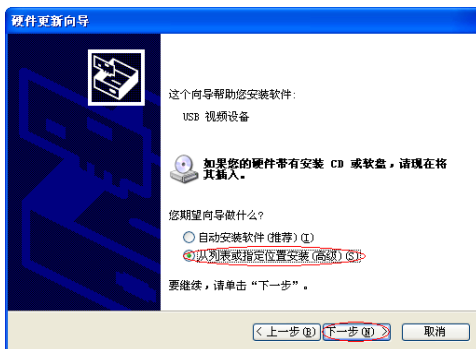 硬件更新向导
这个向导帮助您安装软件:
USB 视频设备
如果您的硬件带有安装 CD 或软盘，请现在将
其插入。
您期望向导做什么?
自动安装软件(推荐)(I)
从列表或指定位置安装(高级)(S)
要继续，请单击“下一步”。
< 上一步(B) 下一步(N) > 取消